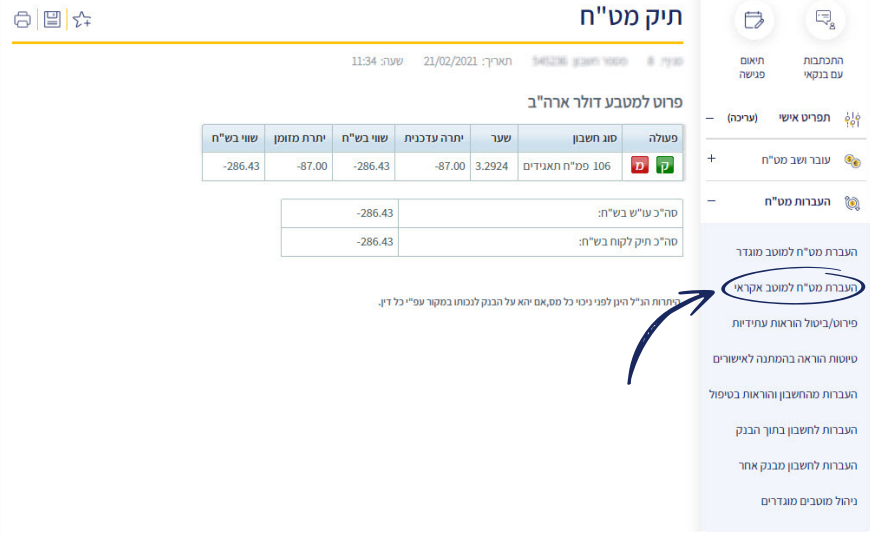 תיק מט"ח
תאריך: 21/02/2021 שעה: 11:34
פרוט למטבע דולר ארה"ב
פעולה סוג חשבון שער יתרה עדכנית שווי בש"ח יתרת מזומן שווי בש"ח
ק מ 106 פמ"ח תאגידים 3.2924 -87.00 -286.43 -87.00 -286.43
סה"כ עו"ש בש"ח: -286.43
סה"כ תיק לקוח בש"ח: -286.43
היתרות הנ"ל הינן לפני ניכוי כל מס,אם יהא על הבנק לנכותו במקור עפ"י כל דין.
התכתבות
עם בנקאי
תיאום
פגישה
תפריט אישי (עריכה) –
עובר ושב מט"ח +
העברות מט"ח –
העברת מט"ח למוטב מוגדר
העברת מט"ח למוטב אקראי
פירוט/ביטול הוראות עתידיות
טיוטות הוראה בהמתנה לאישורים
העברות מהחשבון והוראות בטיפול
העברות לחשבון בתוך הבנק
העברות לחשבון מבנק אחר
ניהול מוטבים מוגדרים